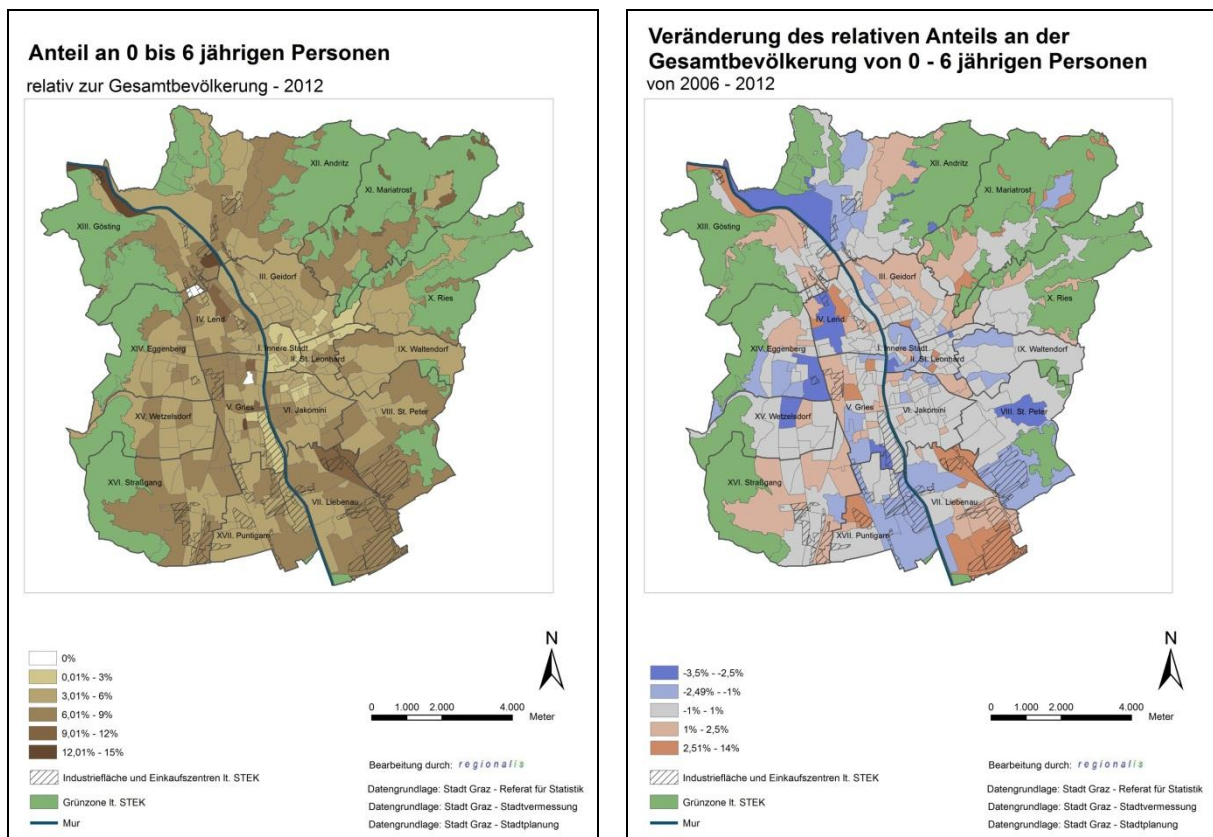 Anteil an 0 bis 6 jährigen Personen
relativ zur Gesamtbevölkerung - 2012
XII. Andritz
XI. Mariatrost
XIII. Gösting
III. Geidorf
X. Ries
IV. Lend
I. Innere Stadt
XIV. Eggenberg
II. St. Leonhard
IX. Waltendorf
V. Gries
VI. Jakomini
VIII. St. Peter
XV. Wetzelsdorf
XVI. Straßgang
VII. Liebenau
XVII. Puntigam
N
0%
0,01% - 3%
3,01% - 6%
6,01% - 9%
9,01% - 12%
12,01% - 15%
Industriefläche und Einkaufszentren lt. STEK
Grünzone lt. STEK
Mur
0 1.000 2.000 4.000
Meter
Bearbeitung durch: regionalis
Datengrundlage: Stadt Graz - Referat für Statistik
Datengrundlage: Stadt Graz - Stadtvermessung
Datengrundlage: Stadt Graz - Stadtplanung
Veränderung des relativen Anteils an der
Gesamtbevölkerung von 0 - 6 jährigen Personen
von 2006 - 2012
XII. Andritz
XI. Mariatrost
XIII. Gösting
III. Geidorf
X. Ries
IV. Lend
I. Innere Stadt
XIV. Eggenberg
II. St. Leonhard
IX. Waltendorf
V. Gries
VI. Jakomini
VIII. St. Peter
XV. Wetzelsdorf
XVI. Straßgang
VII. Liebenau
XVII. Puntigam
N
-3,5% - -2,5%
-2,49% - -1%
-1% - 1%
1% - 2,5%
2,51% - 14%
Industriefläche und Einkaufszentren lt. STEK
Grünzone lt. STEK
Mur
0 1.000 2.000 4.000
Meter
Bearbeitung durch: regionalis
Datengrundlage: Stadt Graz - Referat für Statistik
Datengrundlage: Stadt Graz - Stadtvermessung
Datengrundlage: Stadt Graz - Stadtplanung